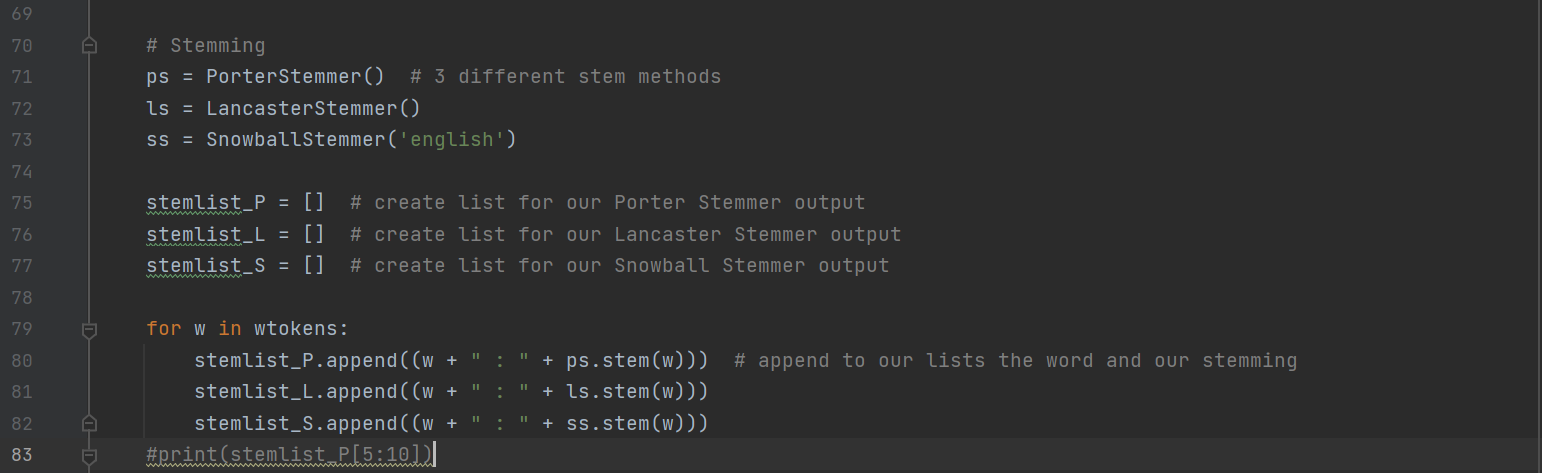 69
70 # Stemming
71 ps = PorterStemmer()  # 3 different stem methods
72 ls = LancasterStemmer()
73 ss = SnowballStemmer('english')
74
75 stemlist_P = []  # create list for our Porter Stemmer output
76 stemlist_L = []  # create list for our Lancaster Stemmer output
77 stemlist_S = []  # create list for our Snowball Stemmer output
78
79 for w in wtokens:
80     stemlist_P.append((w + " : " + ps.stem(w)))  # append to our lists the word and our stemming
81     stemlist_L.append((w + " : " + ls.stem(w)))
82     stemlist_S.append((w + " : " + ss.stem(w)))
83 #print(stemlist_P[5:10])